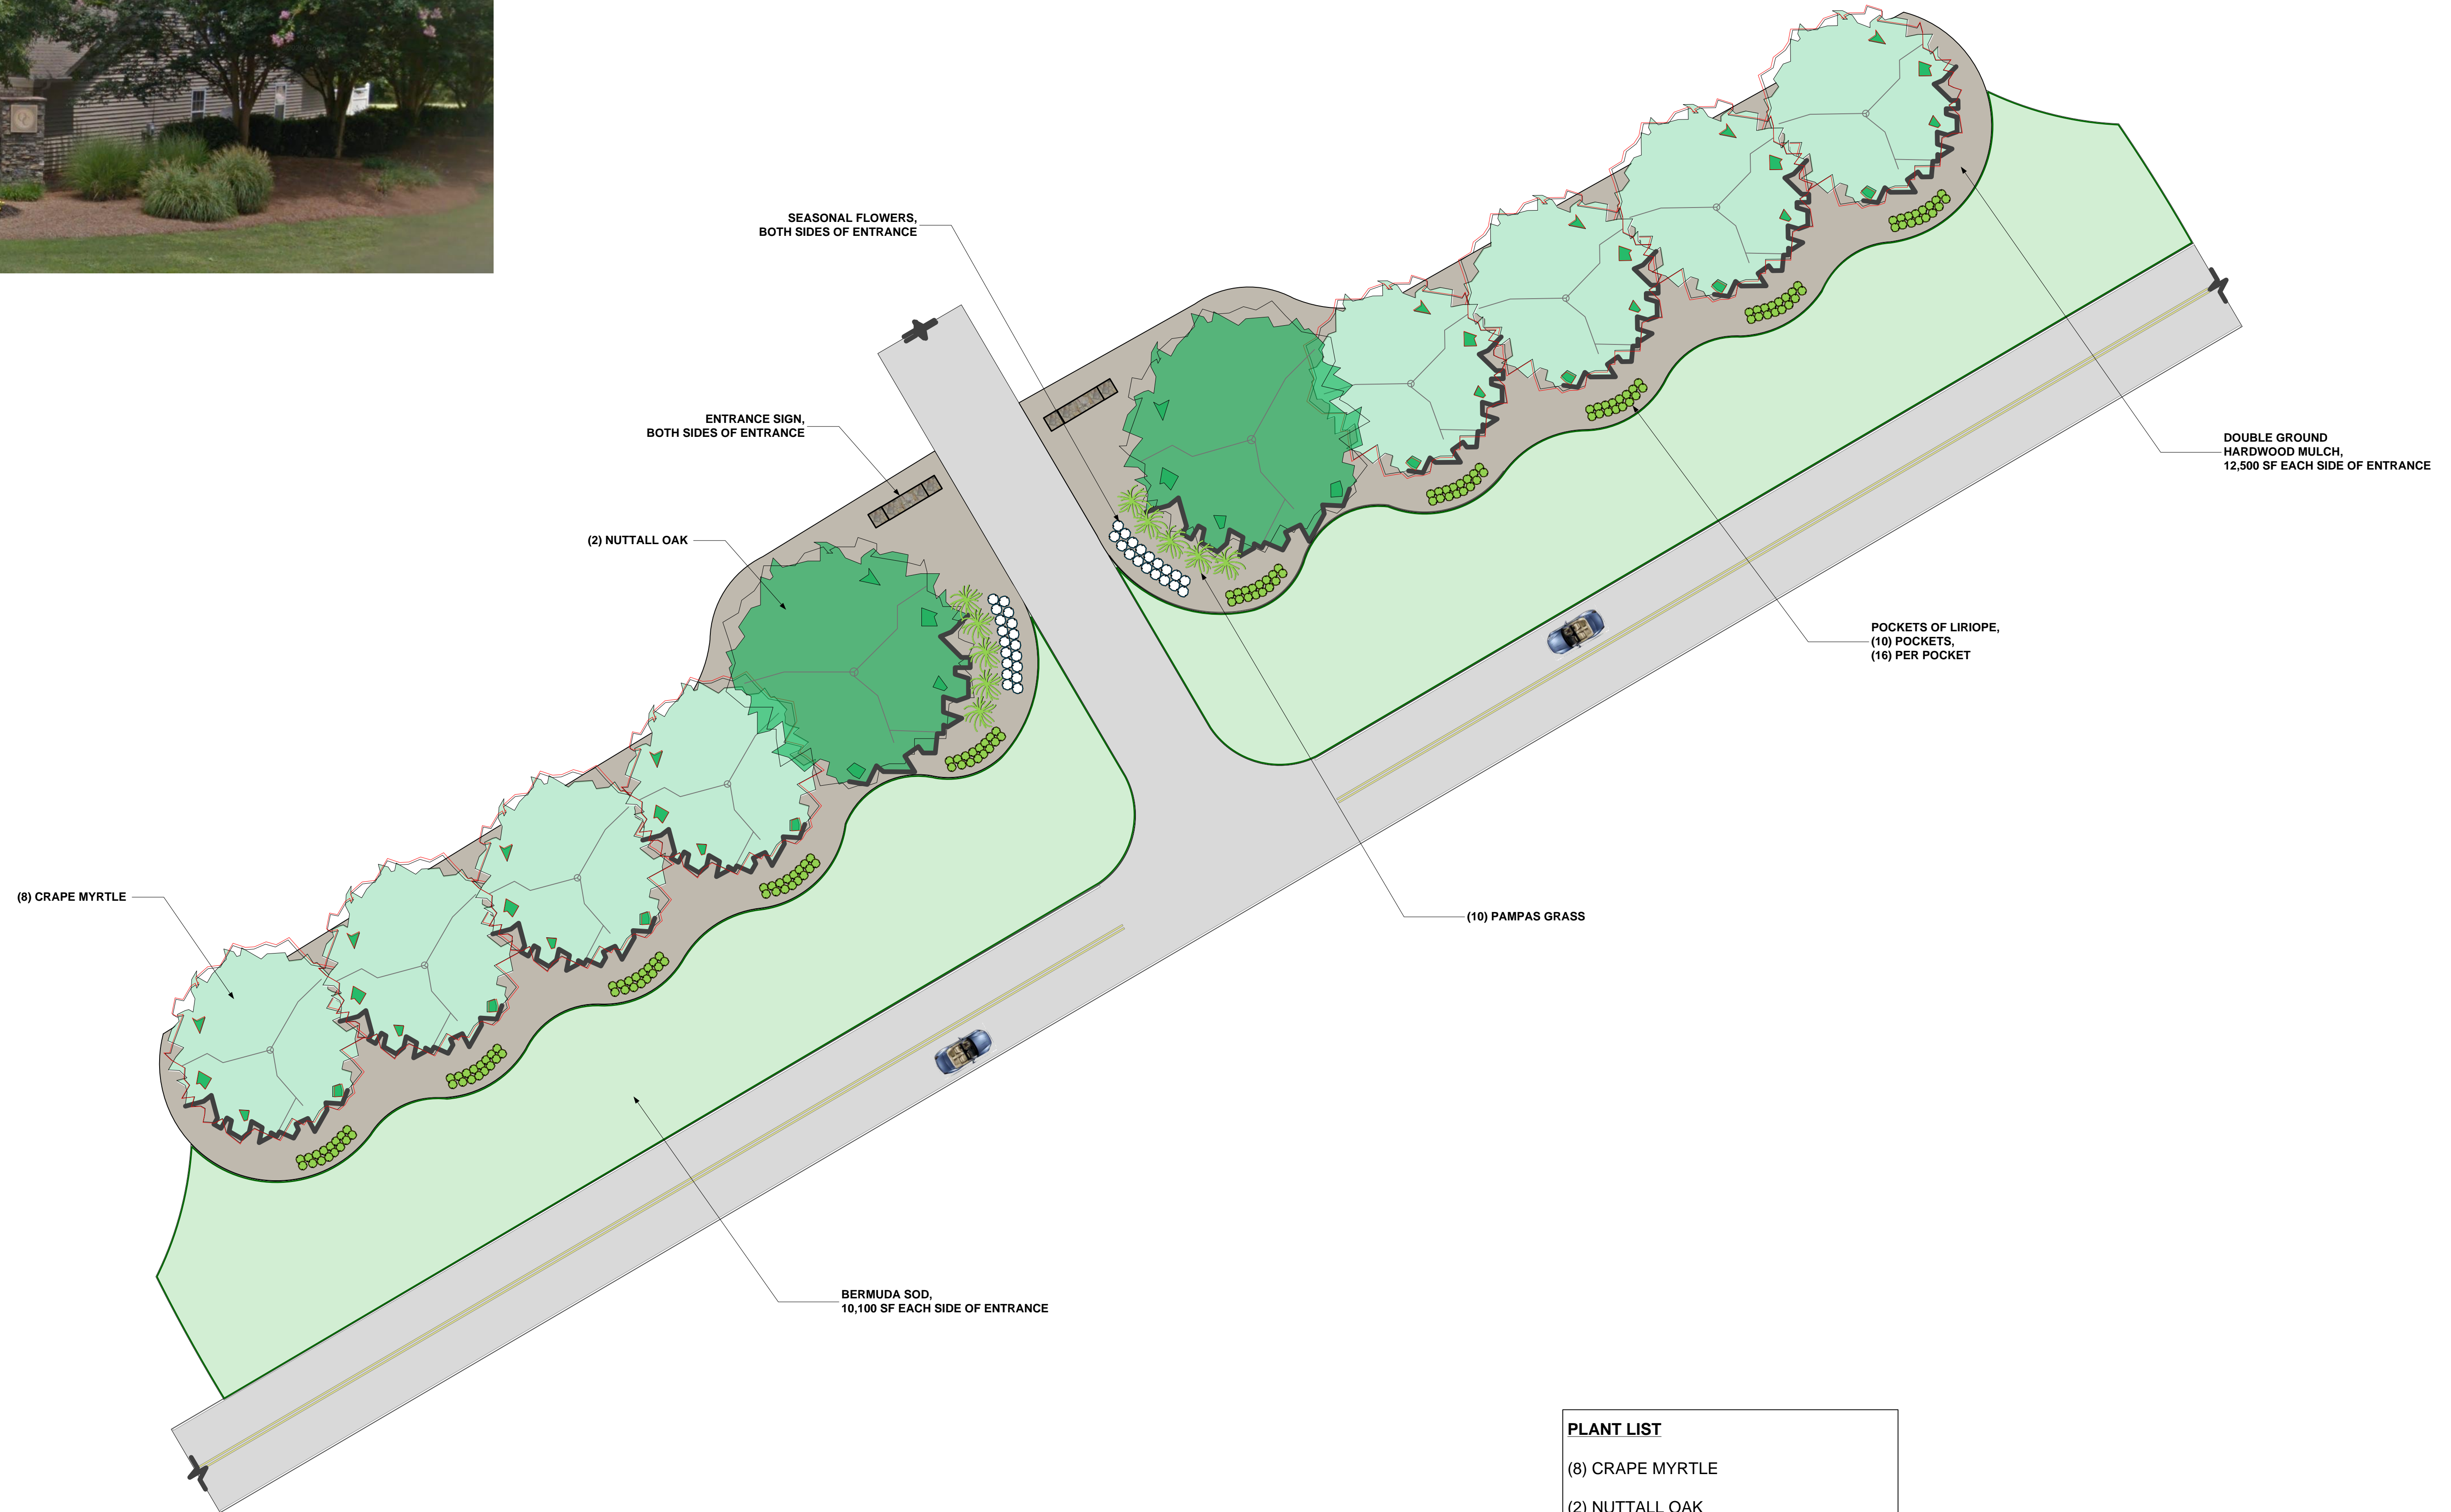 SEASONAL FLOWERS,
BOTH SIDES OF ENTRANCE
ENTRANCE SIGN,
BOTH SIDES OF ENTRANCE
(2) NUTTALL OAK
DOUBLE GROUND
HARDWOOD MULCH,
12,500 SF EACH SIDE OF ENTRANCE
POCKETS OF LIRIOPE,
(10) POCKETS,
(16) PER POCKET
(8) CRAPE MYRTLE
(10) PAMPAS GRASS
BERMUDA SOD,
10,100 SF EACH SIDE OF ENTRANCE
PLANT LIST
(8) CRAPE MYRTLE
(2) NUTTALL OAK